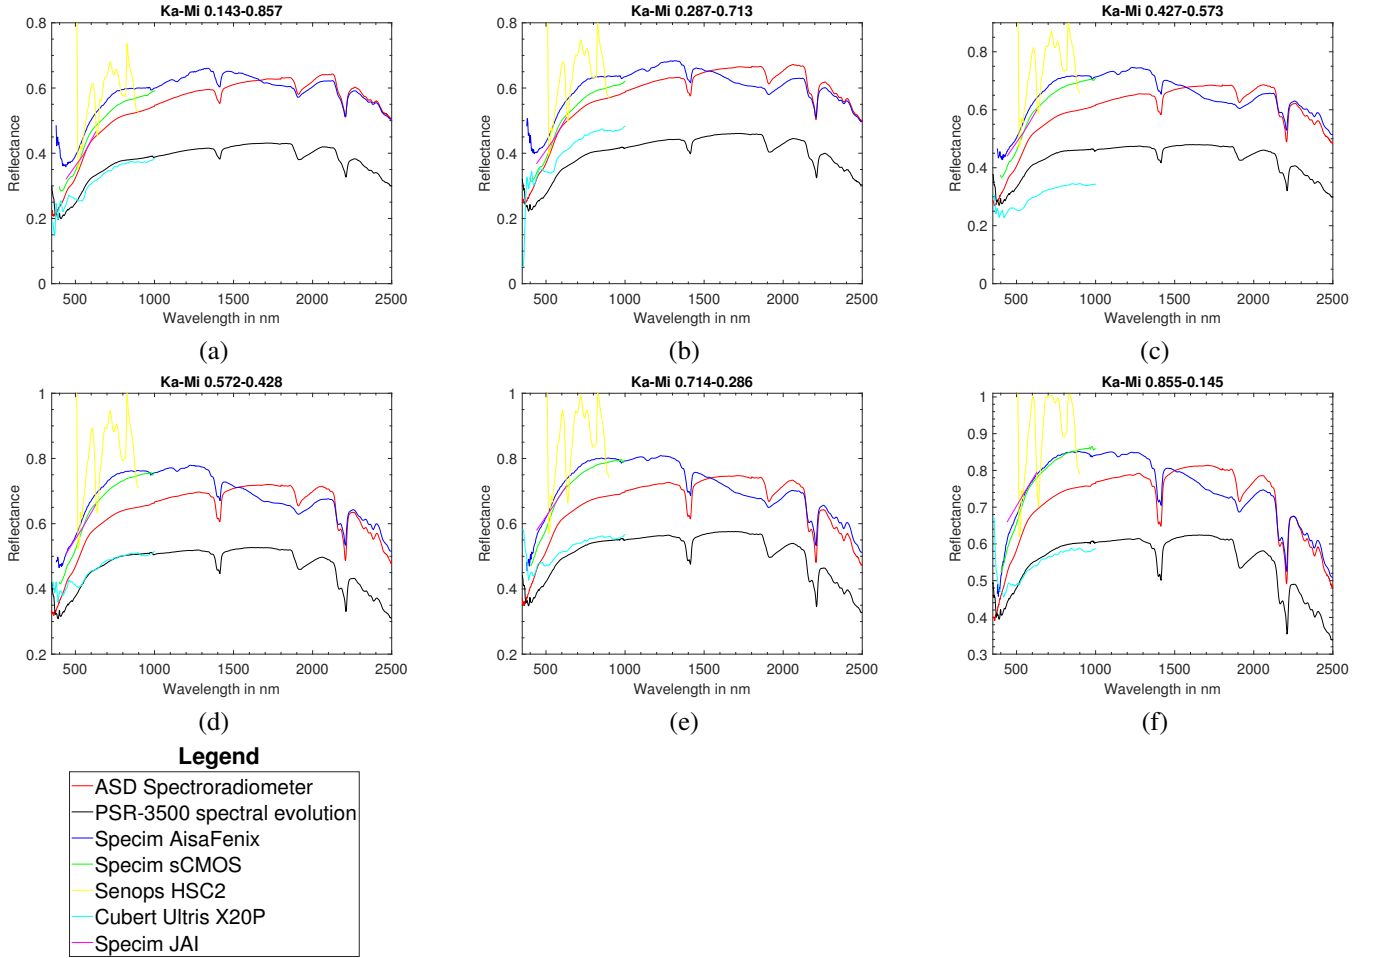 Ka-Mi 0.143-0.857
0.8
0.6
0.4
0.2
0
Reflectance
500 1000 1500 2000 2500
Wavelength in nm
(a)
Ka-Mi 0.287-0.713
0.8
0.6
0.4
0.2
0
Reflectance
500 1000 1500 2000 2500
Wavelength in nm
(b)
Ka-Mi 0.427-0.573
0.8
0.6
0.4
0.2
0
Reflectance
500 1000 1500 2000 2500
Wavelength in nm
(c)
Ka-Mi 0.572-0.428
1
0.8
0.6
0.4
0.2
Reflectance
500 1000 1500 2000 2500
Wavelength in nm
(d)
Ka-Mi 0.714-0.286
1
0.8
0.6
0.4
0.2
Reflectance
500 1000 1500 2000 2500
Wavelength in nm
(e)
Ka-Mi 0.855-0.145
1
0.9
0.8
0.7
0.6
0.5
0.4
0.3
Reflectance
500 1000 1500 2000 2500
Wavelength in nm
(f)
Legend
ASD Spectroradiometer
PSR-3500 spectral evolution
Specim AisaFenix
Specim sCMOS
Senops HSC2
Cubert Ultris X20P
Specim JAI